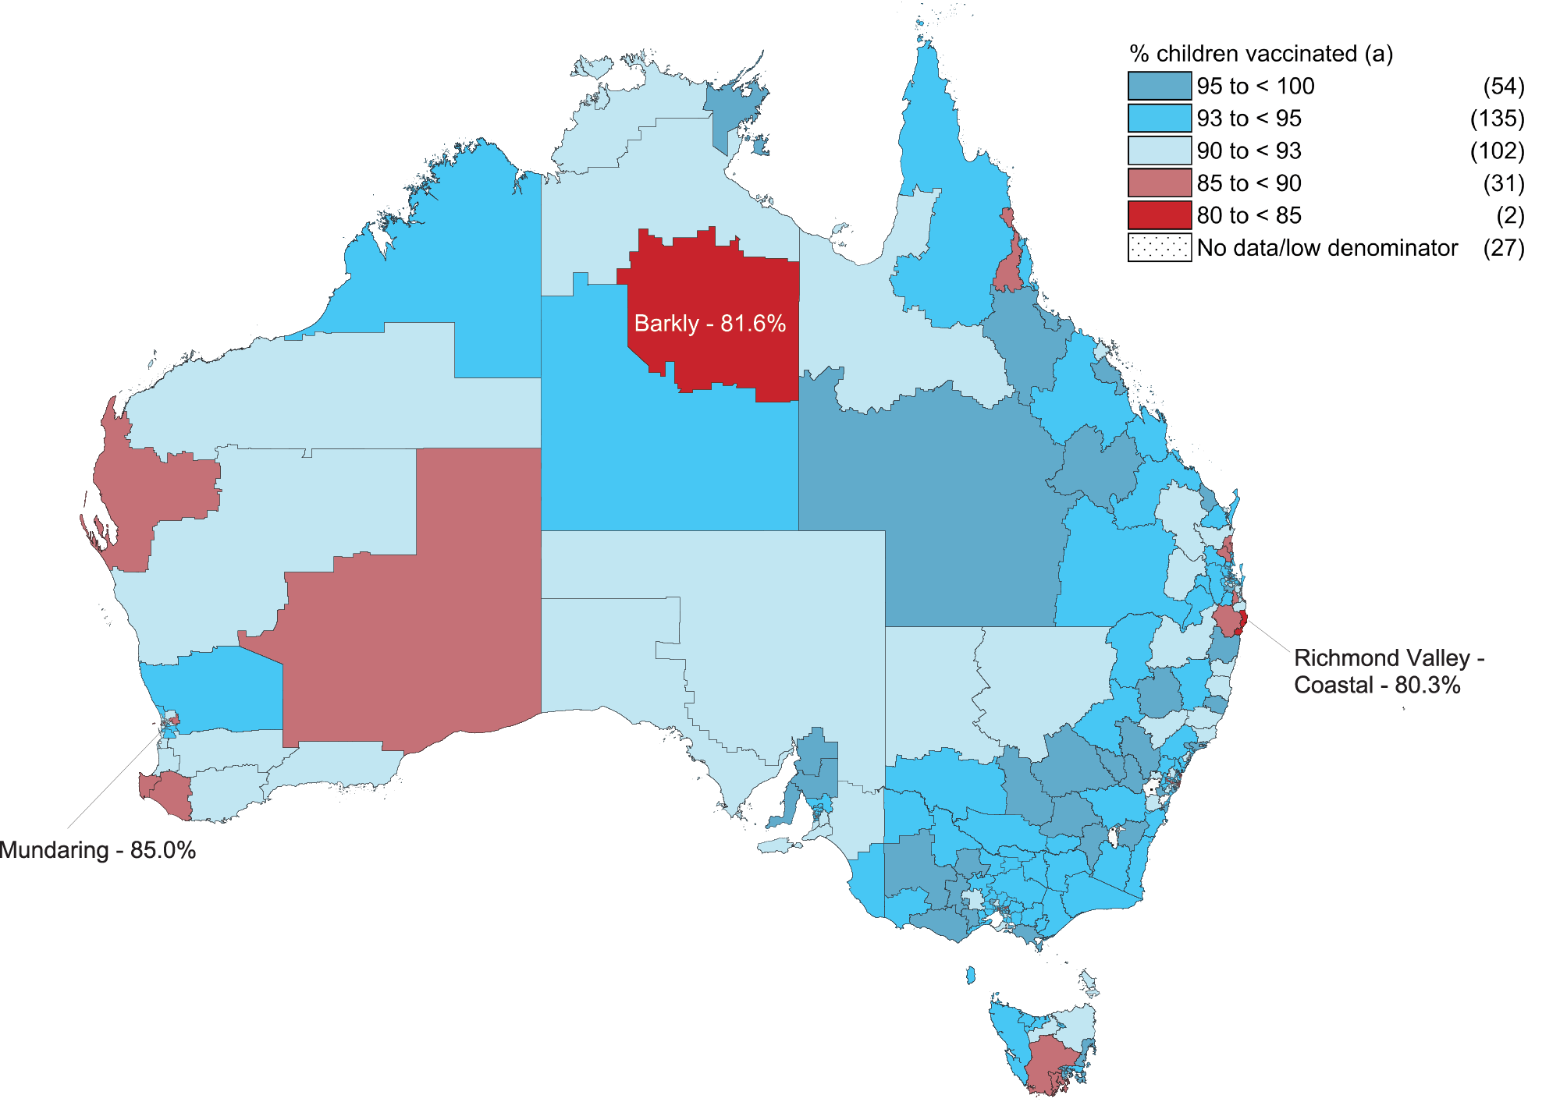 % children vaccinated (a)
95 to < 100 (54)
93 to < 95 (135)
90 to < 93 (102)
85 to < 90 (31)
80 to < 85 (2)
No data/low denominator (27)
Barkly - 81.6%
Richmond Valley -
Coastal - 80.3%
Mundaring - 85.0%